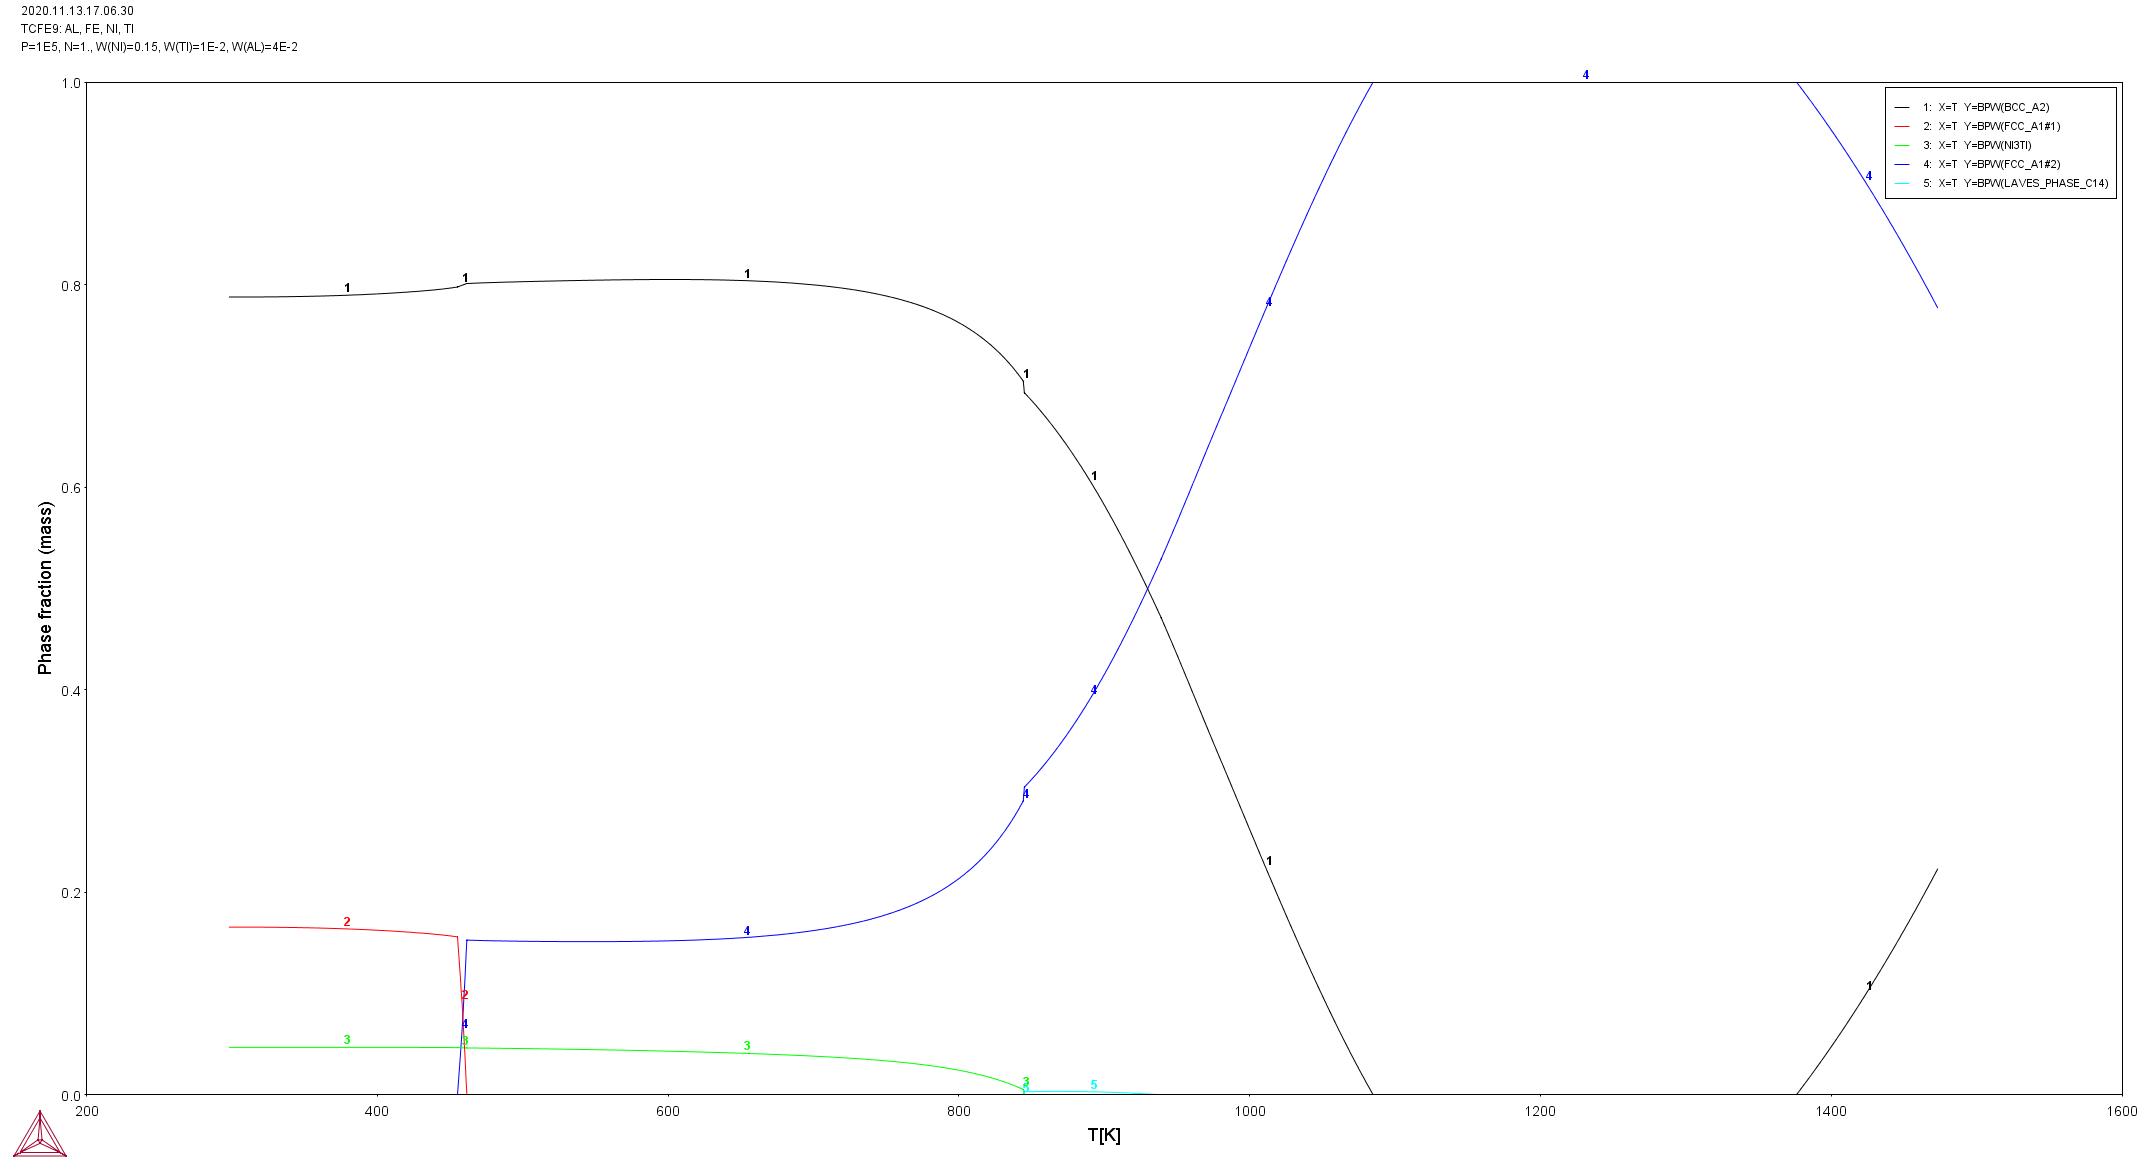 2020.11.13.17.06.30
TCFE9: AL, FE, NI, TI
P=1E5, N=1., W(NI)=0.15, W(TI)=1E-2, W(AL)=4E-2
4
1.0
1: X=T Y=BPW(BCC_A2)
2: X=T Y=BPW(FCC_A1#1)
3: X=T Y=BPW(NI3TI)
4: X=T Y=BPW(FCC_A1#2)
5: X=T Y=BPW(LAVES_PHASE_C14)
4
1 1 1 4
0.8
1
1
0.6
Phase fraction (mass)
4
0.4
4
1
0.2
2 4
2 1
4
3 3 3
3 5
5
0.0
200 400 600 800 1000 1200 1400 1600
T[K]